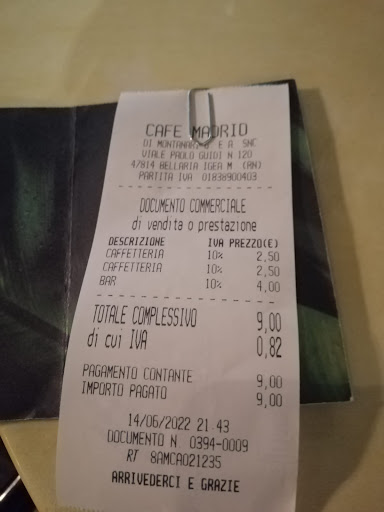 CAFE MADRID
DI MONTANARI E A SNC
VIALE PAOLO GUIDI N 120
47814 BELLARIA IGEA M (RN)
PARTITA IVA 01838900403
DOCUMENTO COMMERCIALE
di vendita o prestazione
DESCRIZIONE IVA PREZZO(E)
CAFFETTERIA 10% 2,50
CAFFETTERIA 10% 2,50
BAR 10% 4,00
TOTALE COMPLESSIVO 9,00
di cui IVA 0,82
PAGAMENTO CONTANTE 9,00
IMPORTO PAGATO 9,00
14/06/2022 21:43
DOCUMENTO N 0394-0009
RT 8AMCA021235
ARRIVEDERCI E GRAZIE